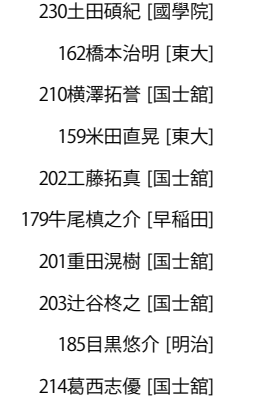 230土田碩紀 [國學院]
162橋本治明 [東大]
210横澤拓誉 [国士舘]
159米田直晃 [東大]
202工藤拓真 [国士舘]
179牛尾槙之介 [早稲田]
201重田滉樹 [国士舘]
203辻谷柊之 [国士舘]
185目黒悠介 [明治]
214葛西志優 [国士舘]